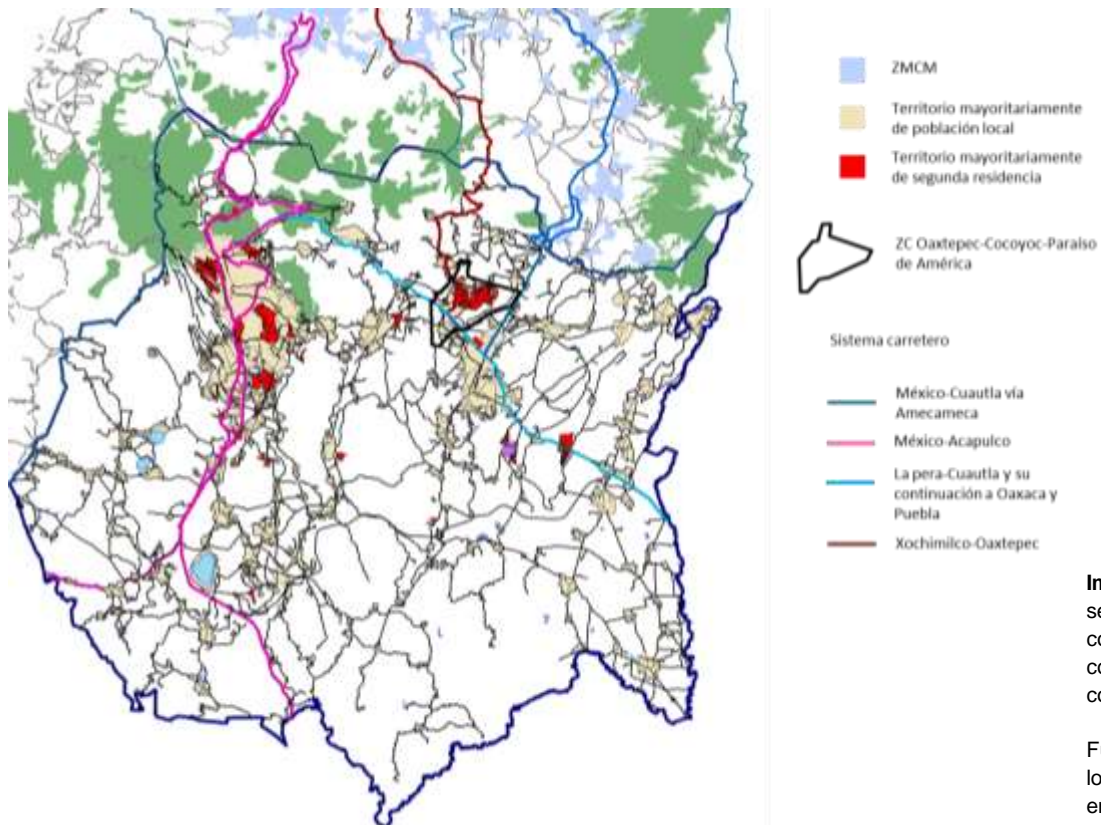 ZMCM
Territorio mayoritariamente
de población local
Territorio mayoritariamente
de segunda residencia
ZC Oaxtepec-Cocoyoc-Paraíso
de América
Sistema carretero
México-Cuautla vía
Amecameca
México-Acapulco
La pera-Cuautla y su
continuación a Oaxaca y
Puebla
Xochimilco-Oaxtepec